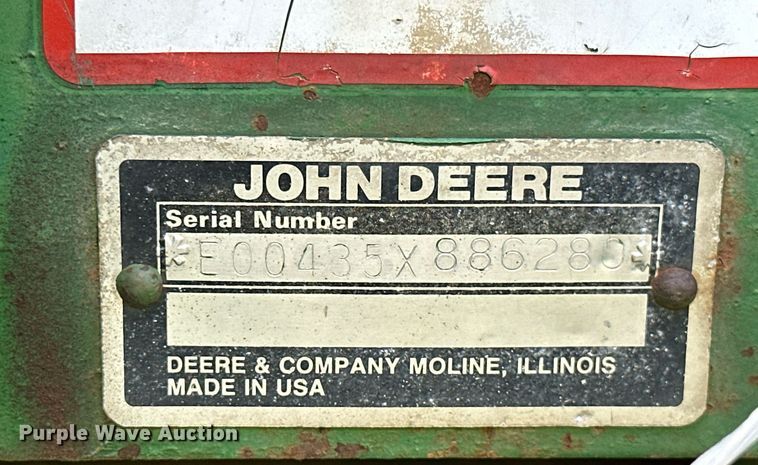 JOHN DEERE
Serial Number
*E00435X886280*
DEERE & COMPANY MOLINE, ILLINOIS
MADE IN USA
Purple Wave Auction